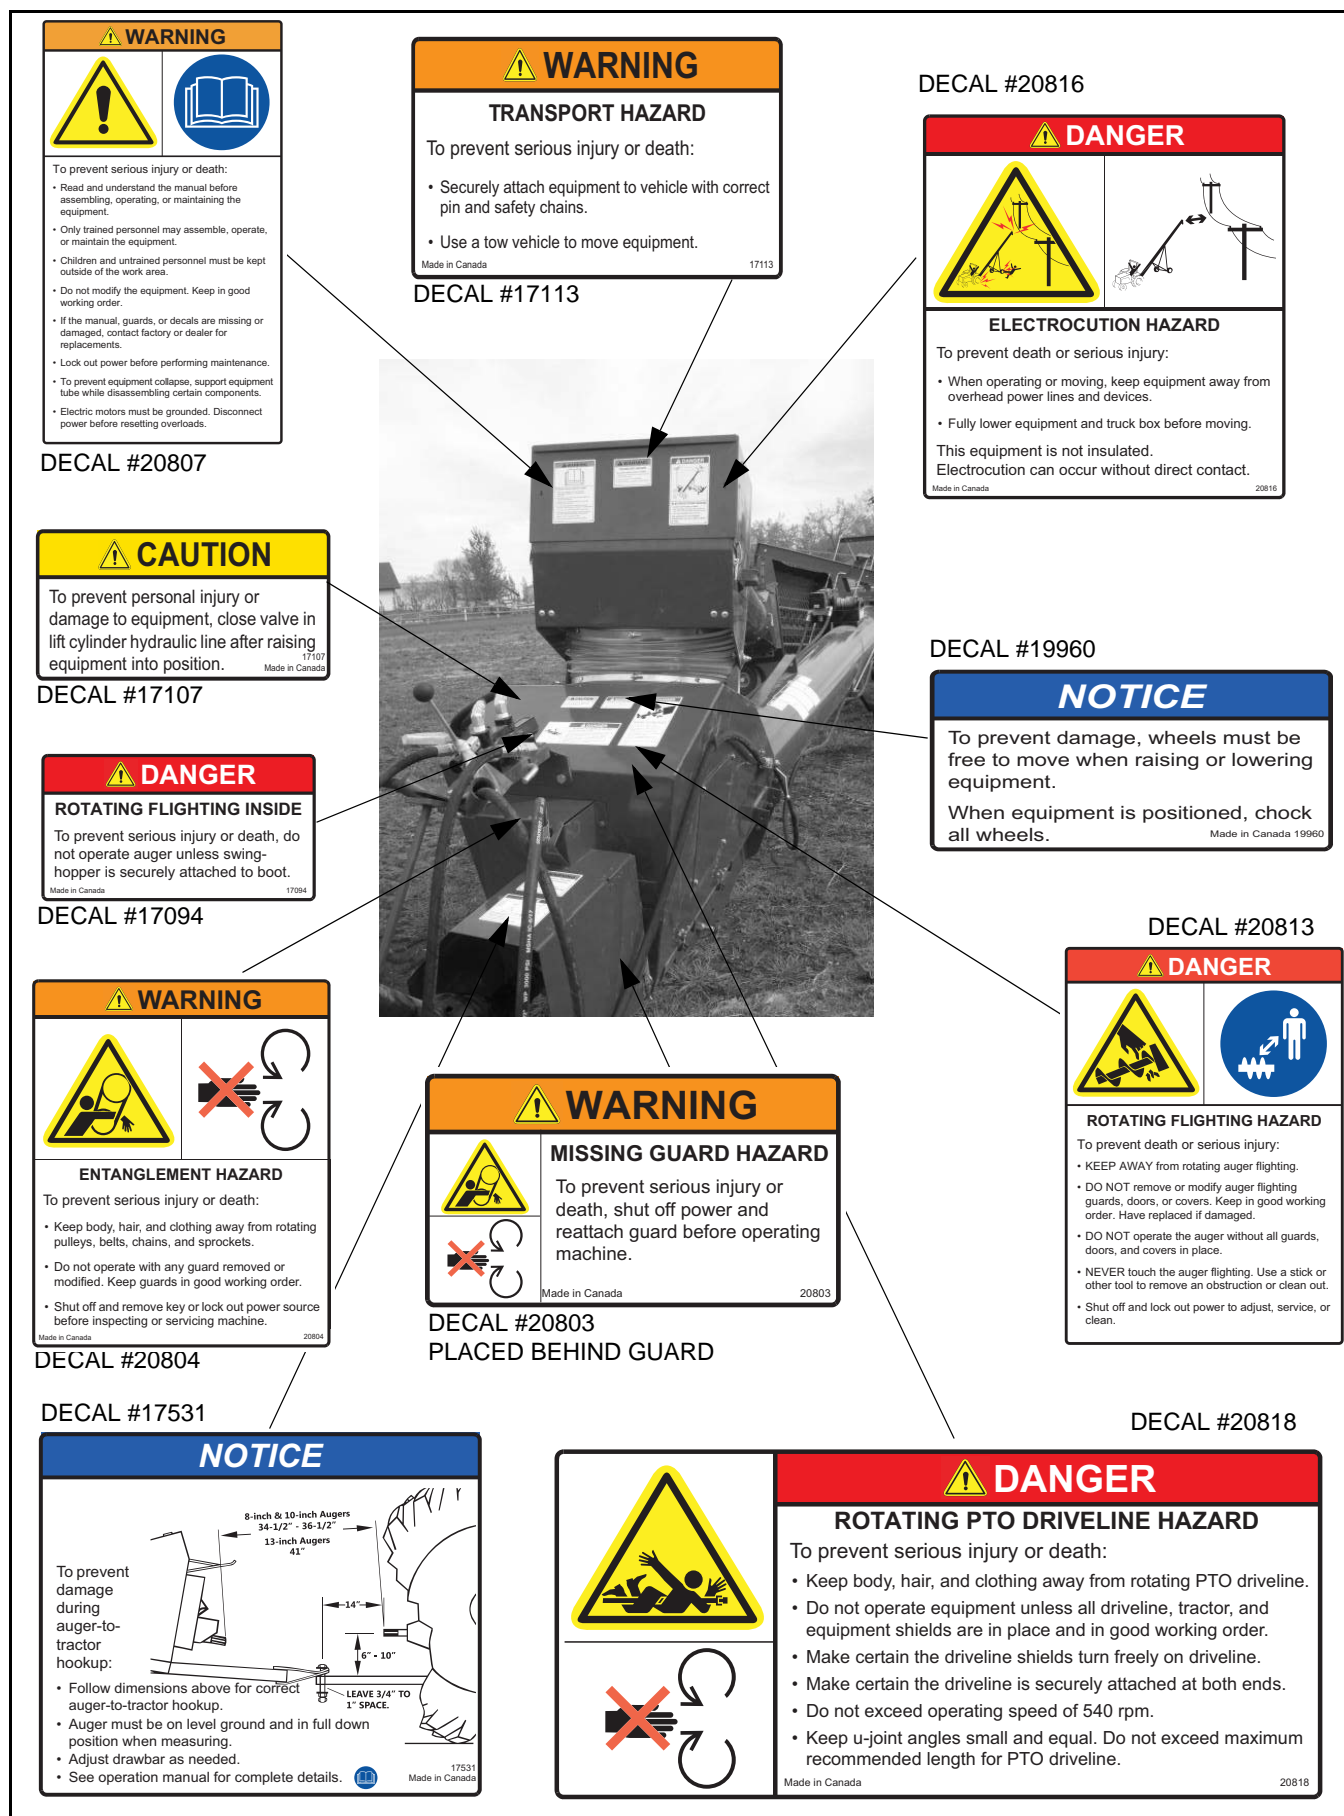 WARNING
To prevent serious injury or death:
• Read and understand the manual before
assembling, operating, or maintaining the
equipment.
• Only trained personnel may assemble, operate,
or maintain the equipment.
• Children and untrained personnel must be kept
outside of the work area.
• Do not modify the equipment. Keep in good
working order.
• If the manual, guards, or decals are missing or
damaged, contact factory or dealer for
replacements.
• Lock out power before performing maintenance.
• To prevent equipment collapse, support equipment
tube while disassembling certain components.
• Electric motors must be grounded. Disconnect
power before resetting overloads.
DECAL #20807
WARNING
TRANSPORT HAZARD
To prevent serious injury or death:
• Securely attach equipment to vehicle with correct
pin and safety chains.
• Use a tow vehicle to move equipment.
Made in Canada 17113
DECAL #17113
DECAL #20816
DANGER
ELECTROCUTION HAZARD
To prevent death or serious injury:
• When operating or moving, keep equipment away from
overhead power lines and devices.
• Fully lower equipment and truck box before moving.
This equipment is not insulated.
Electrocution can occur without direct contact.
Made in Canada 20816
CAUTION
To prevent personal injury or
damage to equipment, close valve in
lift cylinder hydraulic line after raising
equipment into position.
17107
Made in Canada
DECAL #17107
DECAL #19960
NOTICE
To prevent damage, wheels must be
free to move when raising or lowering
equipment.
When equipment is positioned, chock
all wheels.
Made in Canada 19960
DANGER
ROTATING FLIGHTING INSIDE
To prevent serious injury or death, do
not operate auger unless swing-
hopper is securely attached to boot.
Made in Canada 17094
DECAL #17094
WP 3000 PSI MSHA IC-81/7
DECAL #20813
DANGER
ROTATING FLIGHTING HAZARD
To prevent death or serious injury:
• KEEP AWAY from rotating auger flighting.
• DO NOT remove or modify auger flighting
guards, doors, or covers. Keep in good working
order. Have replaced if damaged.
• DO NOT operate the auger without all guards,
doors, and covers in place.
• NEVER touch the auger flighting. Use a stick or
other tool to remove an obstruction or clean out.
• Shut off and lock out power to adjust, service, or
clean.
WARNING
ENTANGLEMENT HAZARD
To prevent serious injury or death:
• Keep body, hair, and clothing away from rotating
pulleys, belts, chains, and sprockets.
• Do not operate with any guard removed or
modified. Keep guards in good working order.
• Shut off and remove key or lock out power source
before inspecting or servicing machine.
Made in Canada 20804
DECAL #20804
WARNING
MISSING GUARD HAZARD
To prevent serious injury or
death, shut off power and
reattach guard before operating
machine.
Made in Canada 20803
DECAL #20803
PLACED BEHIND GUARD
DECAL #17531
NOTICE
8-inch & 10-inch Augers
34-1/2" - 36-1/2"
13-inch Augers
41"
14"
6" - 10"
LEAVE 3/4" TO
1" SPACE.
To prevent
damage
during
auger-to-
tractor
hookup:
• Follow dimensions above for correct
auger-to-tractor hookup.
• Auger must be on level ground and in full down
position when measuring.
• Adjust drawbar as needed.
• See operation manual for complete details.
17531
Made in Canada
DECAL #20818
DANGER
ROTATING PTO DRIVELINE HAZARD
To prevent serious injury or death:
• Keep body, hair, and clothing away from rotating PTO driveline.
• Do not operate equipment unless all driveline, tractor, and
equipment shields are in place and in good working order.
• Make certain the driveline shields turn freely on driveline.
• Make certain the driveline is securely attached at both ends.
• Do not exceed operating speed of 540 rpm.
• Keep u-joint angles small and equal. Do not exceed maximum
recommended length for PTO driveline.
Made in Canada 20818